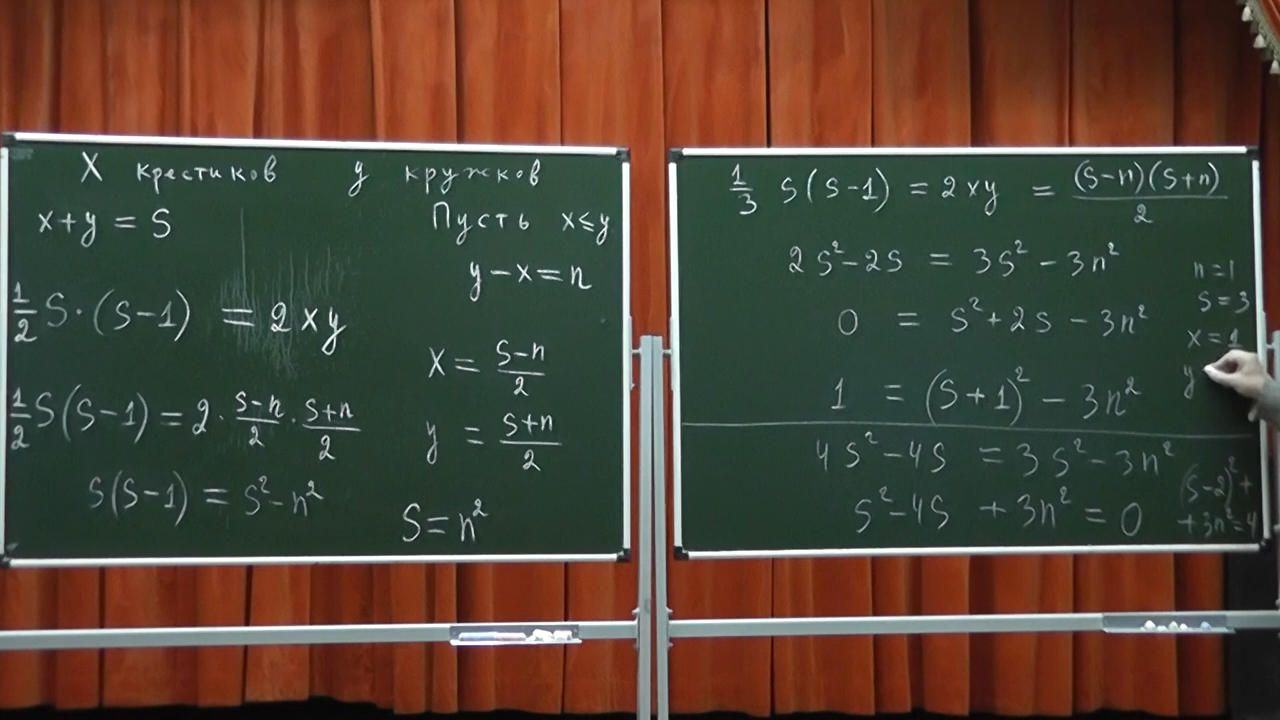 X крестиков y кружков
x+y = S
Пусть x≤y
y-x=n
1/2 S·(S-1) = 2xy
X = (S-n)/2
1/2 S(S-1) = 2 · (S-n)/2 · (S+n)/2
y = (S+n)/2
S(S-1) = S²-n²
S=n²
1/3 S(S-1) = 2xy = (S-n)(S+n)/2
2S²-2S = 3S²-3n²
0 = S²+2S-3n²
1 = (S+1)²-3n²
n=1
S=3
x=1
y
4S²-4S = 3S²-3n²
S²-4S +3n² = 0
(S-2)²+
+3n²=4